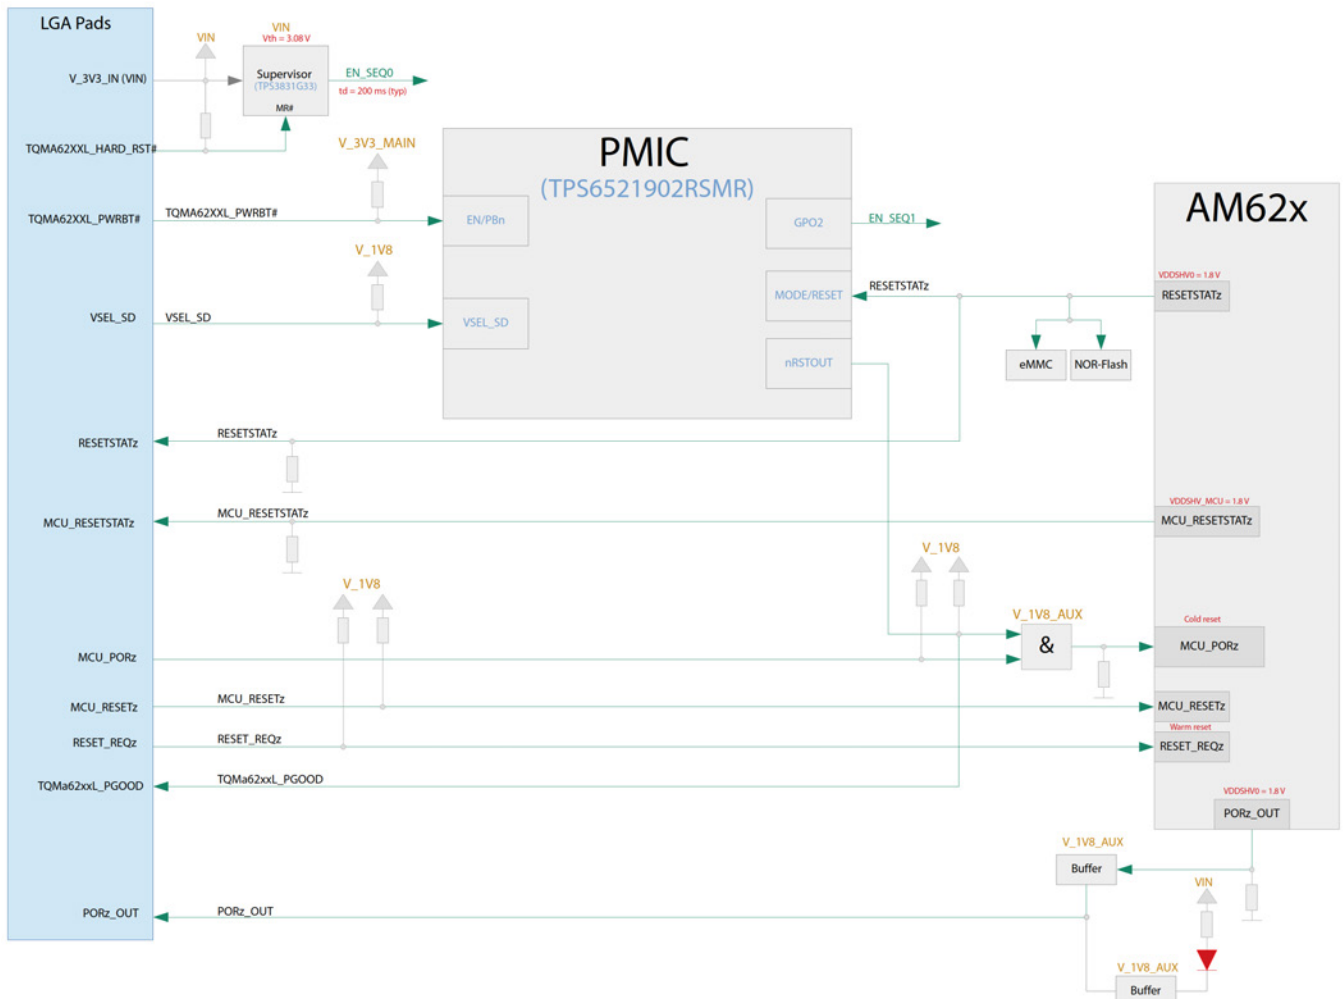 LGA Pads
VIN
VIN
Vth = 3.08 V
V_3V3_IN (VIN)
Supervisor
(TPS3831G33)
MR#
EN_SEQ0
td = 200 ms (typ)
TQMA62XXL_HARD_RST#
V_3V3_MAIN
PMIC
(TPS6521902RSMR)
TQMA62XXL_PWRBT#
TQMA62XXL_PWRBT#
EN/PBn
GPO2
EN_SEQ1
AM62x
V_1V8
VDDSHV0 = 1.8 V
MODE/RESET
RESETSTATz
RESETSTATz
VSEL_SD
VSEL_SD
VSEL_SD
nRSTOUT
eMMC
NOR-Flash
RESETSTATz
RESETSTATz
VDDSHV_MCU = 1.8 V
MCU_RESETSTATz
MCU_RESETSTATz
MCU_RESETSTATz
V_1V8
V_1V8
V_1V8_AUX
Cold reset
&
MCU_PORz
MCU_PORz
MCU_RESETz
MCU_RESETz
MCU_RESETz
Warm reset
RESET_REQz
RESET_REQz
RESET_REQz
TQMa62xxL_PGOOD
TQMa62xxL_PGOOD
VDDSHV0 = 1.8 V
PORz_OUT
V_1V8_AUX
Buffer
VIN
PORz_OUT
PORz_OUT
V_1V8_AUX
Buffer